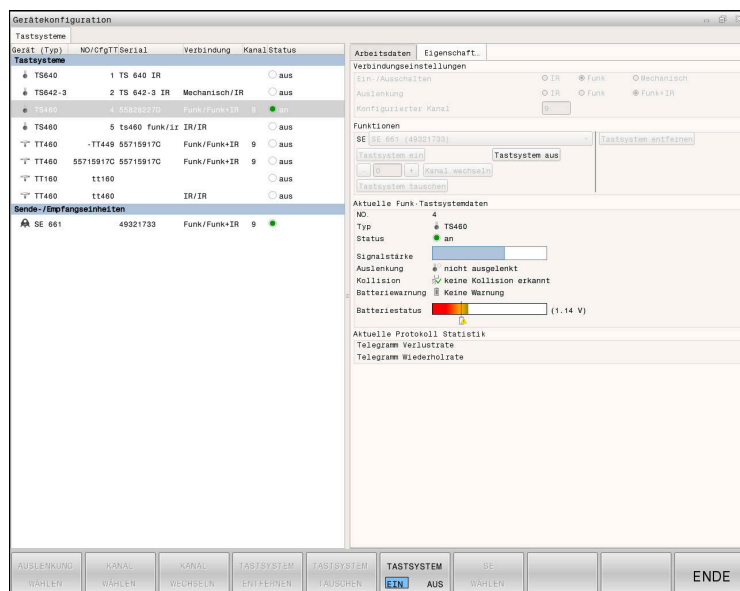 Gerätekonfiguration
Tastsysteme
Gerät (Typ) NO/CfgTT Serial Verbindung Kanal Status
Tastsysteme
TS640 1 TS 640 IR aus
TS642-3 2 TS 642-3 IR Mechanisch/IR aus
TS460 4 Funk/Funk+IR 9 an
TS460 5 ts460 funk/ir IR/IR aus
TT460 -TT449 55715917C Funk/Funk+IR 9 aus
TT460 55715917C 55715917C Funk/Funk+IR 9 aus
TT160 tt160 aus
TT460 tt460 IR/IR aus
Sende-/Empfangseinheiten
SE 661 49321733 Funk/Funk+IR 9
Arbeitsdaten Eigenschaft…
Verbindungseinstellungen
Ein-/Ausschalten IR Funk Mechanisch
Auslenkung IR Funk Funk+IR
Konfigurierter Kanal
Funktionen
SE SE 661 (49321733) Tastsystem entfernen
Tastsystem ein Tastsystem aus
- 0 + Kanal wechseln
Tastsystem tauschen
Aktuelle Funk-Tastsystemdaten
NO. 4
Typ TS460
Status an
Signalstärke
Auslenkung nicht ausgelenkt
Kollision keine Kollision erkannt
Batteriewarnung Keine Warnung
Batteriestatus (1.14 V)
Aktuelle Protokoll Statistik
Telegramm Verlustrate
Telegramm Wiederholrate
AUSLENKUNG WÄHLEN
KANAL WÄHLEN
KANAL WECHSELN
TASTSYSTEM ENTFERNEN
TASTSYSTEM TAUSCHEN
TASTSYSTEM EIN AUS
SE WÄHLEN
ENDE